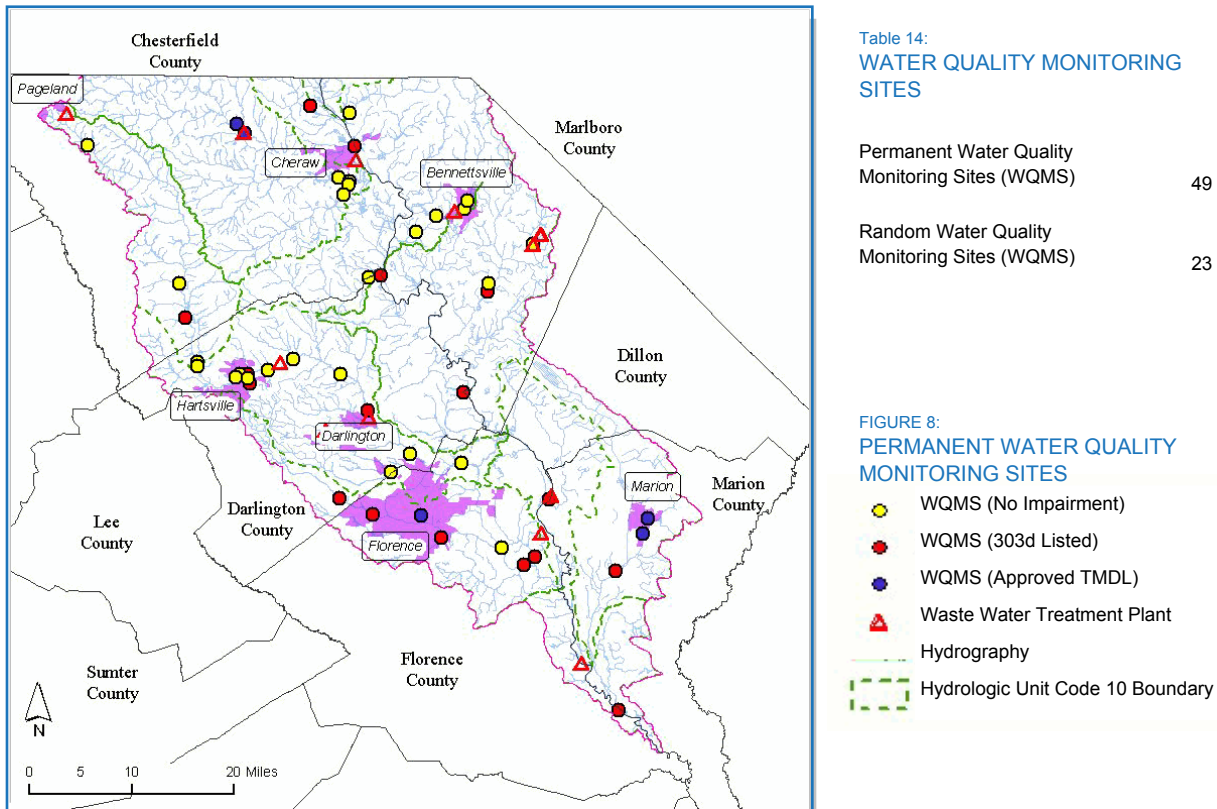 Chesterfield
County
Pageland
Cheraw
Marlboro
County
Bennettsville
Dillon
County
Hartsville
Darlington
Marion
Marion
County
Darlington
County
Lee
County
Florence
Florence
County
Sumter
County
N
0 5 10 20 Miles
Table 14:
WATER QUALITY MONITORING
SITES
Permanent Water Quality
Monitoring Sites (WQMS) 49
Random Water Quality
Monitoring Sites (WQMS) 23
FIGURE 8:
PERMANENT WATER QUALITY
MONITORING SITES
WQMS (No Impairment)
WQMS (303d Listed)
WQMS (Approved TMDL)
Waste Water Treatment Plant
Hydrography
Hydrologic Unit Code 10 Boundary